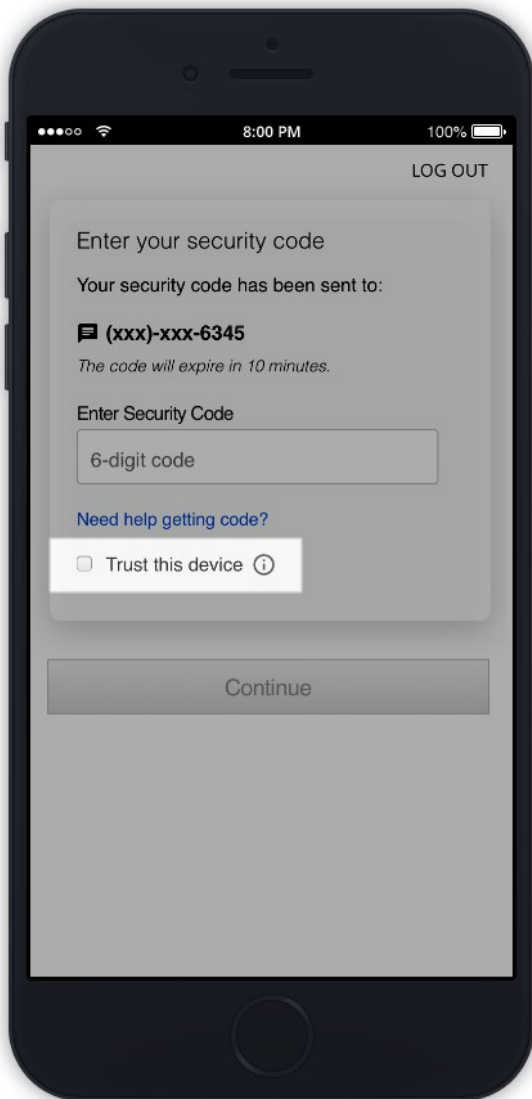 8:00 PM 100%
LOG OUT
Enter your security code
Your security code has been sent to:
(xxx)-xxx-6345
The code will expire in 10 minutes.
Enter Security Code
6-digit code
Need help getting code?
Trust this device
Continue